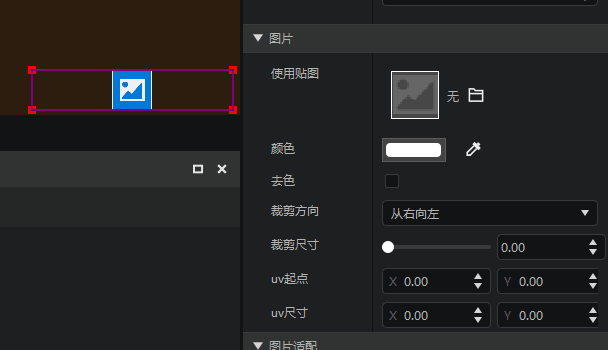 图片
使用贴图
无
颜色
去色
裁剪方向
从右向左
裁剪尺寸
0.00
uv起点
X 0.00
Y 0.00
uv尺寸
X 0.00
Y 0.00
图片适配